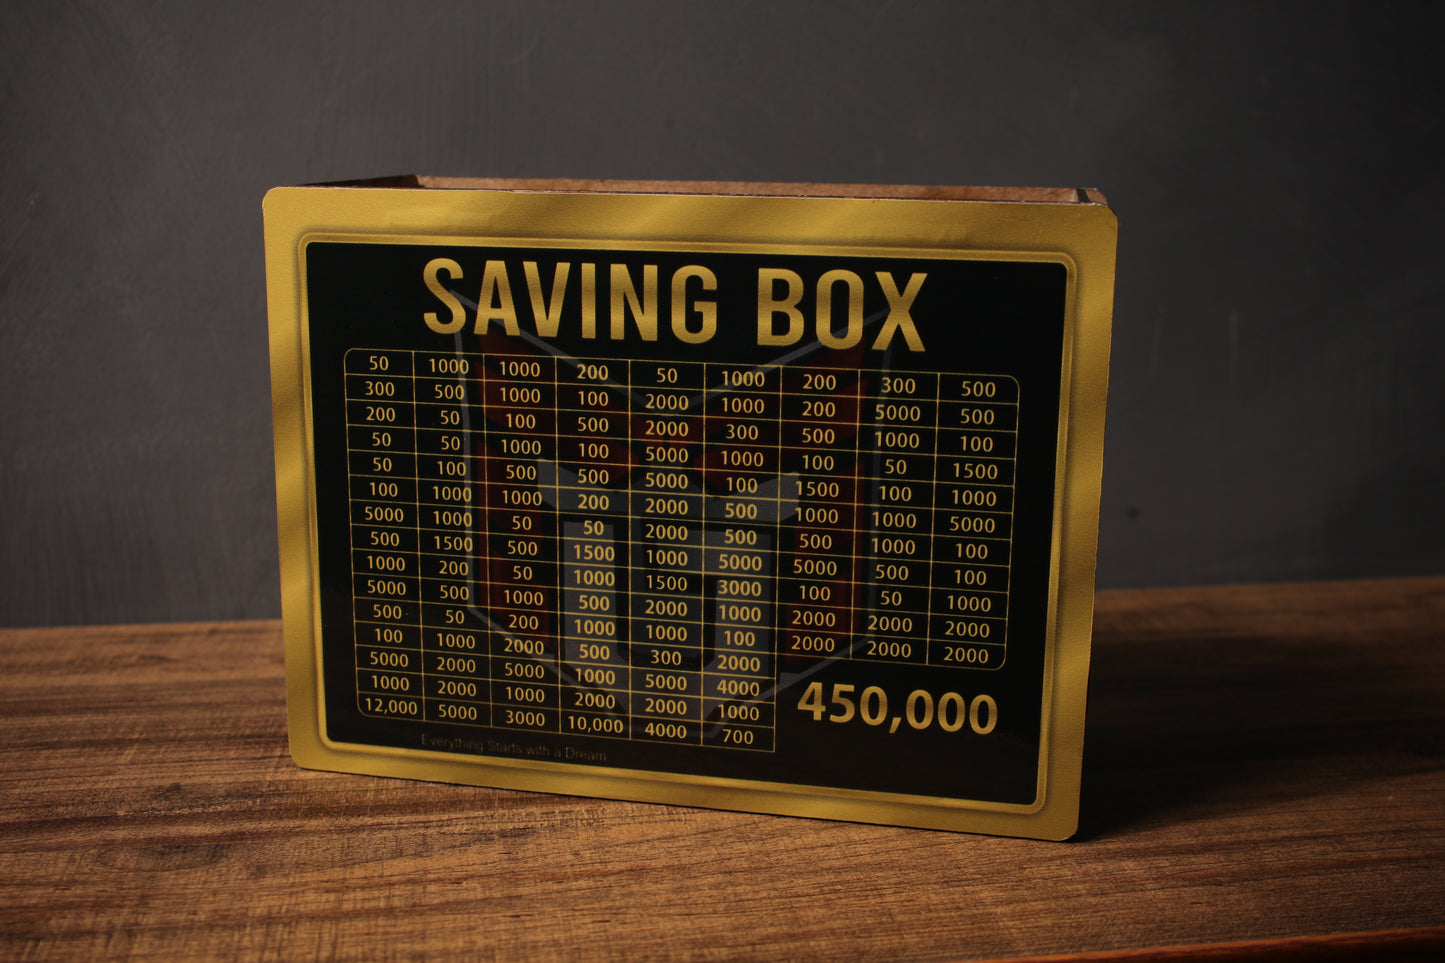 SAVING BOX
50 1000 1000 200 50 1000 200 300 500
300 500 1000 100 2000 1000 200 5000 500
200 50 100 500 2000 300 500 1000 100
50 50 1000 100 5000 1000 100 50 1500
50 100 500 500 5000 100 1500 100 1000
100 1000 1000 200 2000 500 1000 1000 5000
5000 1000 50 50 2000 500 500 1000 100
500 1500 500 1500 1000 5000 5000 500 100
1000 200 50 1000 1500 3000 100 50 1000
5000 500 1000 500 2000 1000 2000 2000 2000
500 50 200 1000 1000 100 2000 2000 2000
100 1000 2000 500 300 2000
5000 2000 5000 1000 5000 4000
1000 2000 1000 2000 2000 1000
12,000 5000 3000 10,000 4000 700
450,000
Everything Starts with a Dream